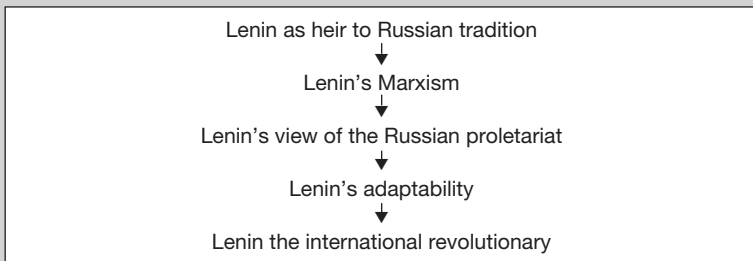 Lenin as heir to Russian tradition
Lenin’s Marxism
Lenin’s view of the Russian proletariat
Lenin’s adaptability
Lenin the international revolutionary